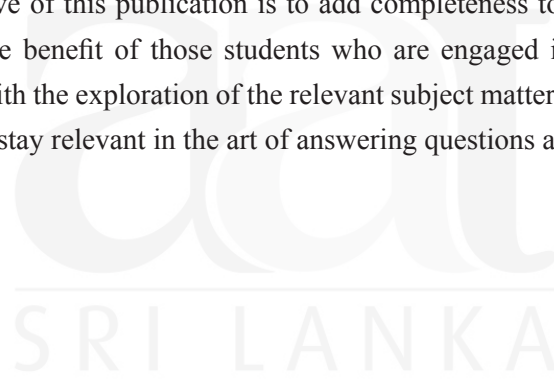 ve of this publication is to add completeness to
e benefit of those students who are engaged i
ith the exploration of the relevant subject matter
stay relevant in the art of answering questions a
aat
SRI LANKA